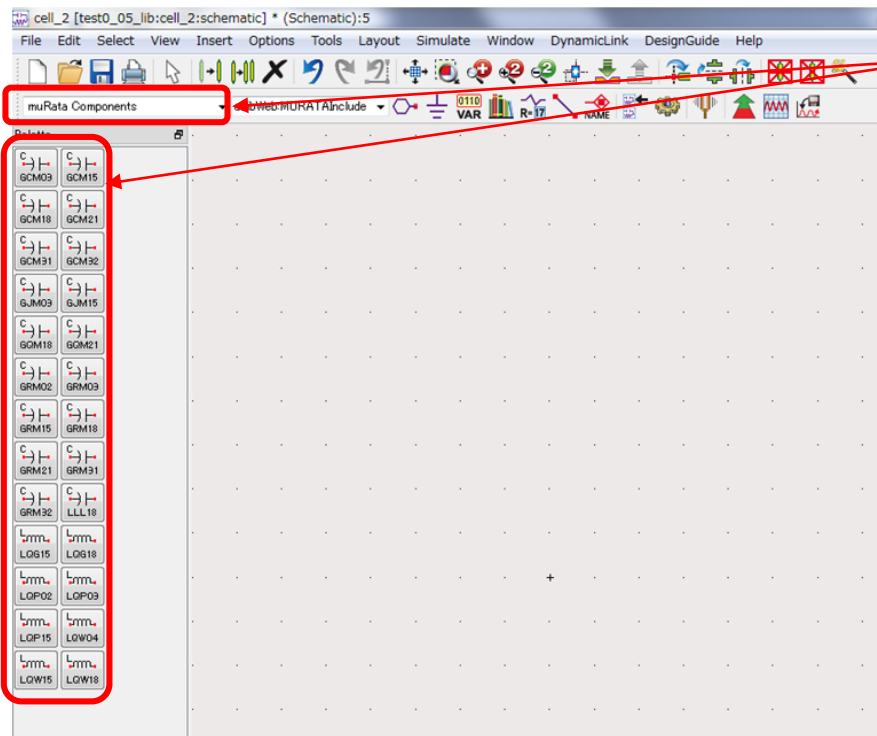 cell_2 [test0_05_lib:cell_2:schematic] * (Schematic):5
File Edit Select View Insert Options Tools Layout Simulate Window DynamicLink DesignGuide Help
muRata Components
VAR
R= 17
NAME
Palette
C C
GCM03 GCM15
C C
GCM18 GCM21
C C
GCM31 GCM32
C C
GJM03 GJM15
C C
GQM18 GQM21
C C
GRM02 GRM03
C C
GRM15 GRM18
C C
GRM21 GRM31
C C
GRM32 LLL18
L L
LQG15 LQG18
L L
LQP02 LQP03
L L
LQP15 LQW04
L L
LQW15 LQW18